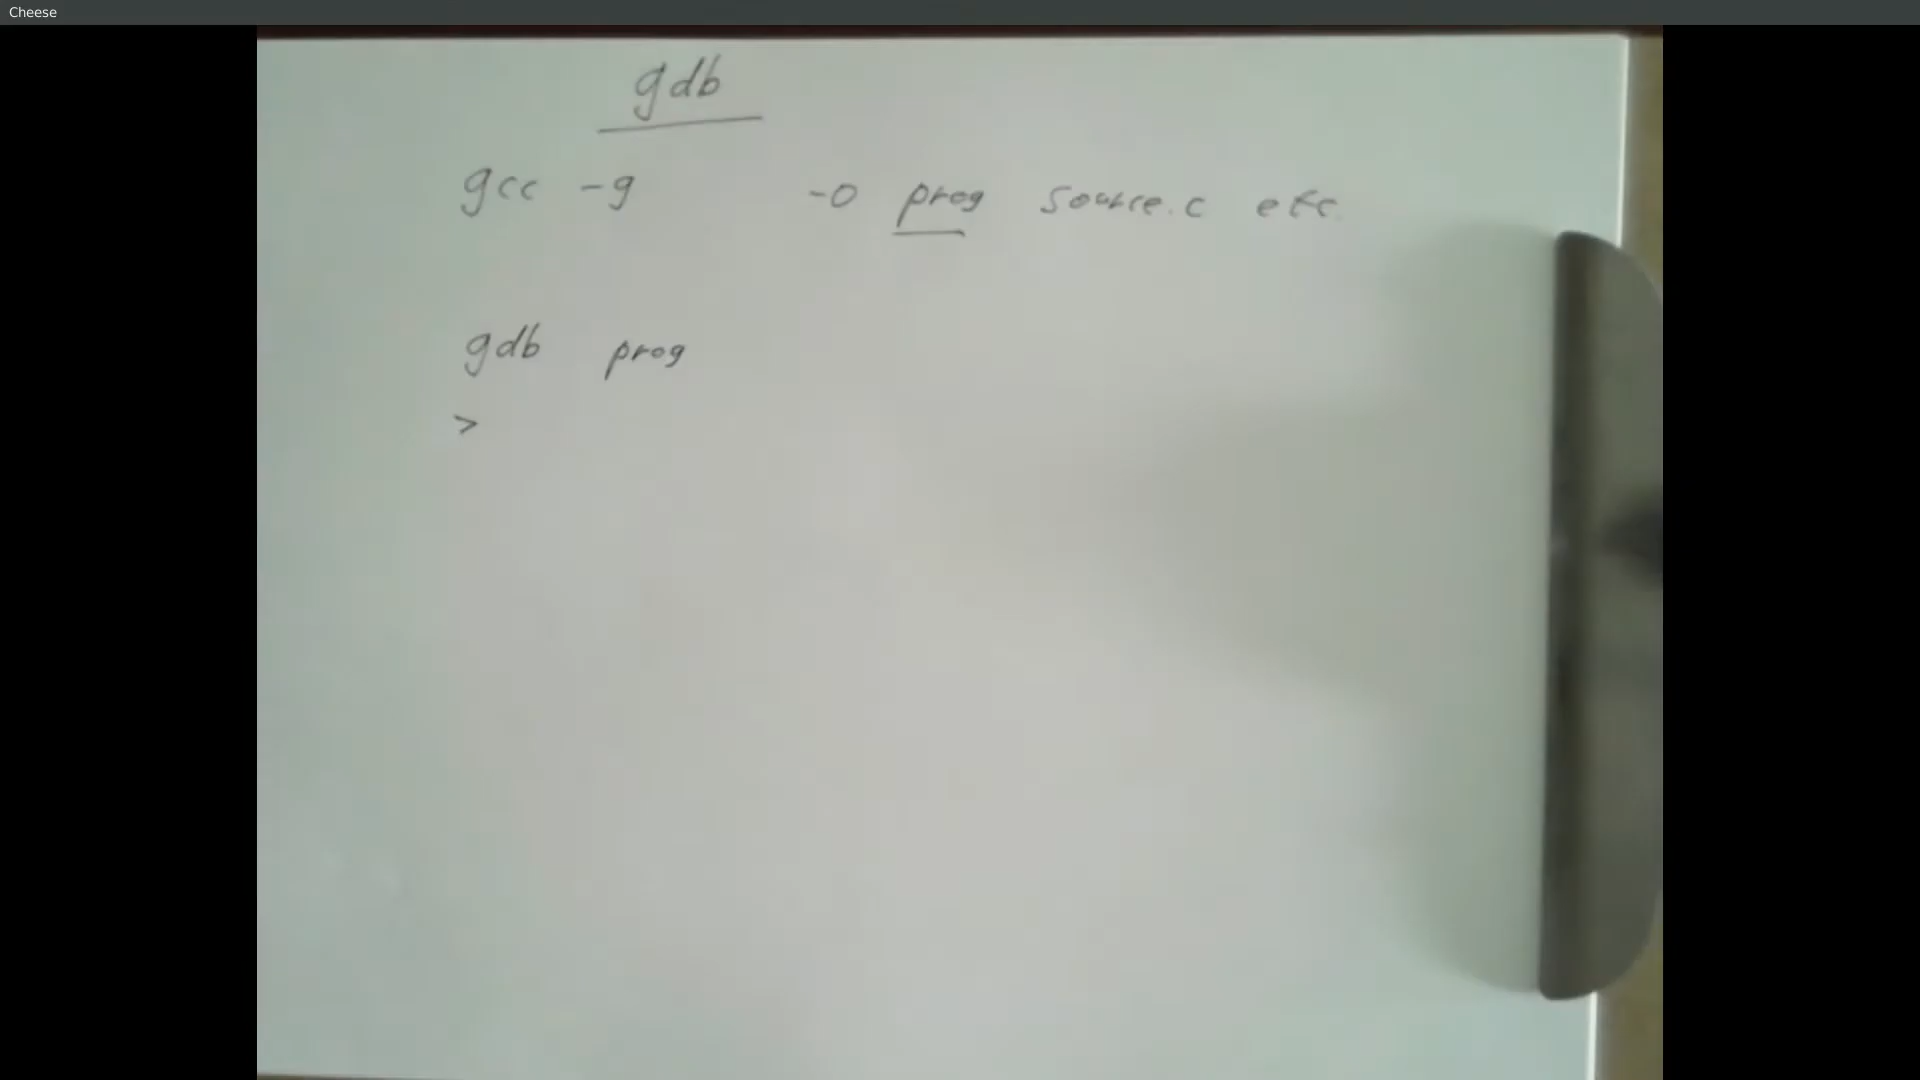 Cheese
gdb
gcc -g -o prog source.c etc.
gdb prog
>